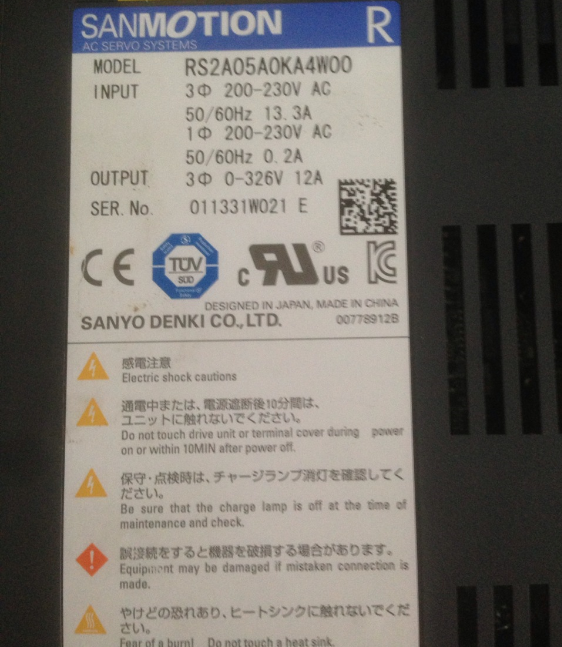 SANMOTION R
AC SERVO SYSTEMS
MODEL RS2A05A0KA4W00
INPUT 3Φ 200-230V AC
50/60Hz 13.3A
1Φ 200-230V AC
50/60Hz 0.2A
OUTPUT 3Φ 0-326V 12A
SER. No. 011331W021 E
CE TÜV SÜD c RU ® US KC
DESIGNED IN JAPAN, MADE IN CHINA
SANYO DENKI CO., LTD. 00778912B
感電注意
Electric shock cautions
通電中または、電源遮断後10分間は、
ユニットに触れないでください。
Do not touch drive unit or terminal cover during power
on or within 10MIN after power off.
保守・点検時は、チャージランプ消灯を確認してく
ださい。
Be sure that the charge lamp is off at the time of
maintenance and check.
誤接続をすると機器を破損する場合があります。
Equipment may be damaged if mistaken connection is
made.
やけどの恐れあり、ヒートシンクに触れないでくだ
さい。
Fear of a burn! Do not touch a heat sink.